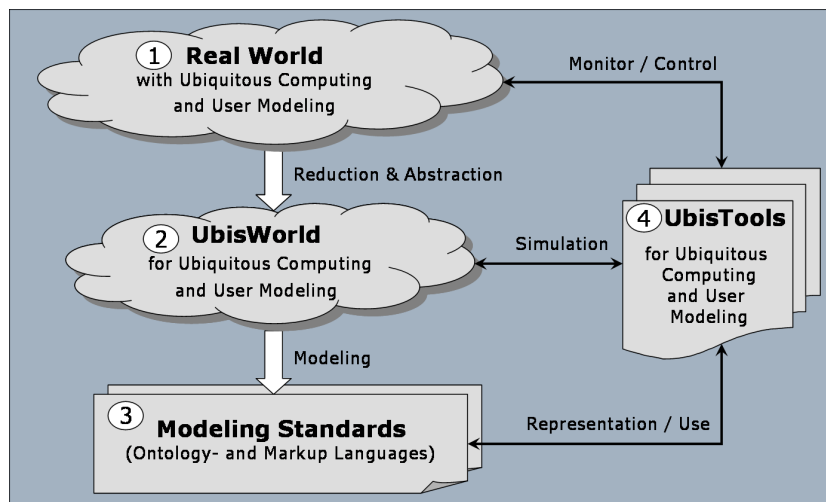 1 Real World
with Ubiquitous Computing
and User Modeling
Monitor / Control
Reduction & Abstraction
2 UbisWorld
for Ubiquitous Computing
and User Modeling
Simulation
4 UbisTools
for Ubiquitous
Computing
and User
Modeling
Modeling
3 Modeling Standards
(Ontology- and Markup Languages)
Representation / Use